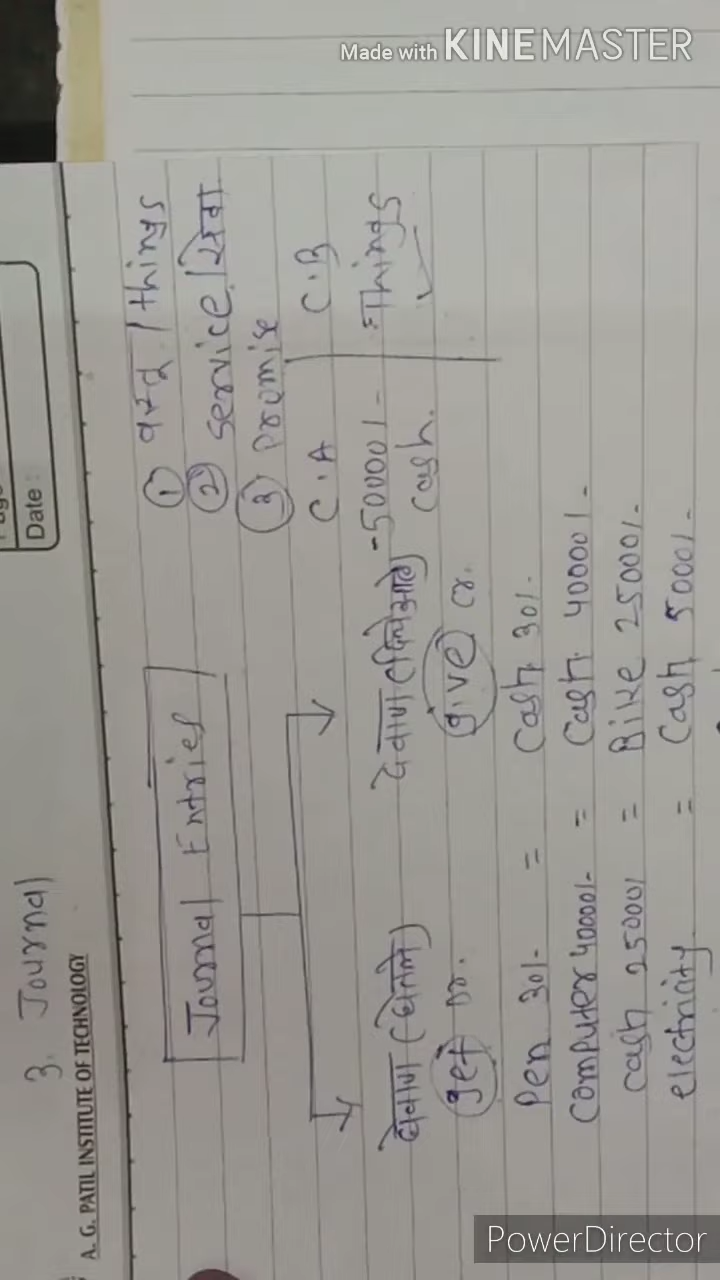 Made with KINEMASTER
Date:
3. Journal
A. G. PATIL INSTITUTE OF TECHNOLOGY
Journal Entries
① वस्तू / things
② service / सेवा
③ Promise
C.A C.B
घेवाण (घेतले) देवाण (दिले आहे) -50000/- =Things
get Dr. give Cr. Cash.
Pen 30/- = Cash 30/-
Computer 40000/- = Cash 40000/-
cash 25000/ = Bike 25000/-
electricity = Cash 5000/-
PowerDirector